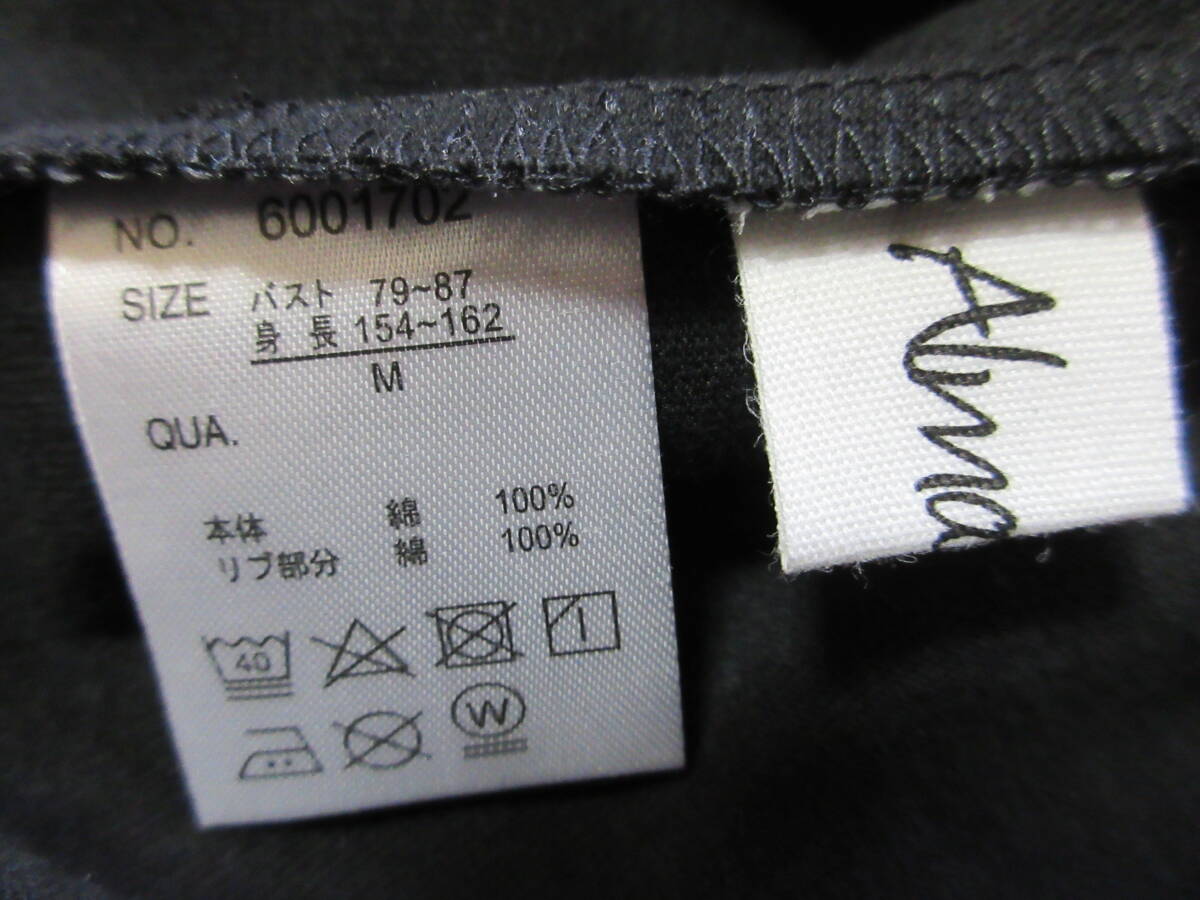 NO. 6001702
SIZE バスト 79~87
身長 154~162
M
QUA.
本体 綿 100%
リブ部分 綿 100%
40
W
Alma